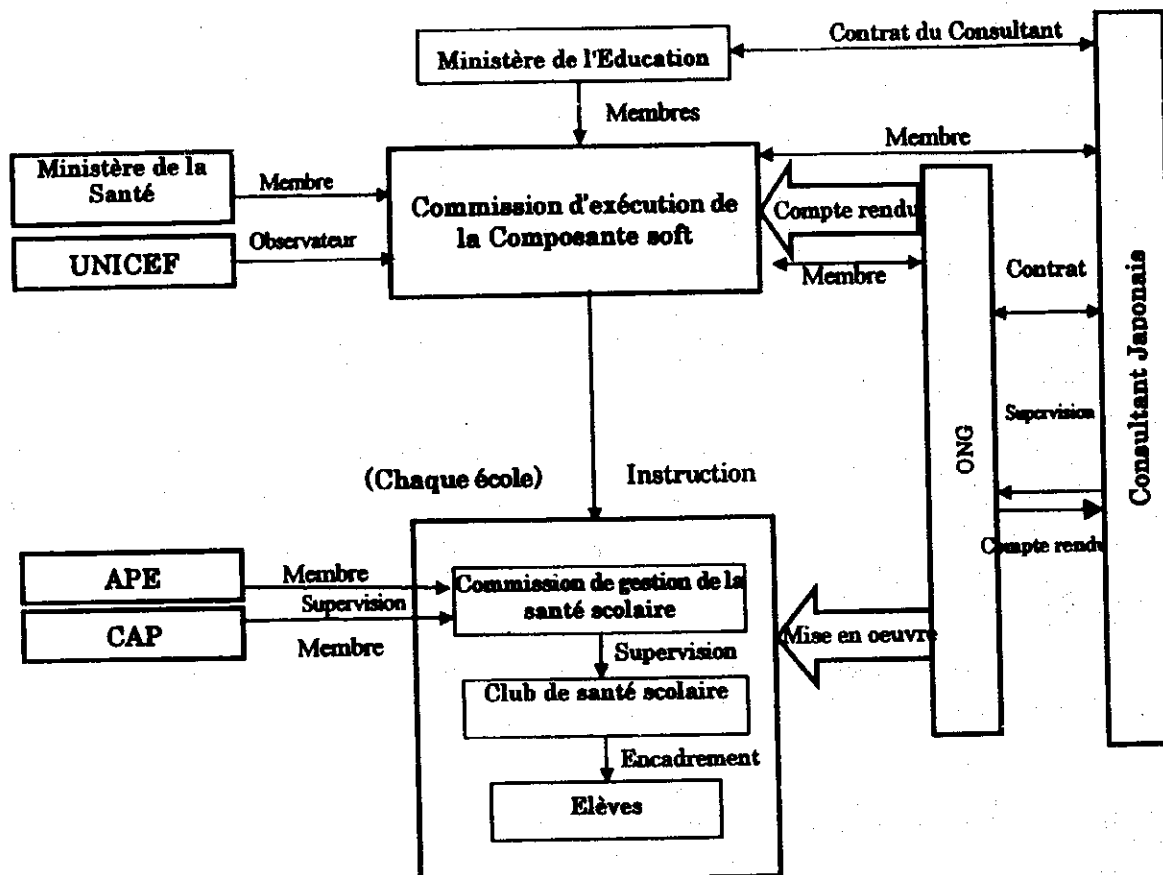 Contrat du Consultant
Ministère de l'Education
Membres
Membre
Ministère de la
Santé
Membre
Commission d'exécution de
la Composante soft
Compte rendu
Observateur
UNICEF
Membre
Contrat
Consultant Japonais
Supervision
ONG
(Chaque école)
Instruction
Compte rendu
APE
Membre
Commission de gestion de la
santé scolaire
Supervision
CAP
Membre
Mise en oeuvre
Supervision
Club de santé scolaire
Encadrement
Elèves